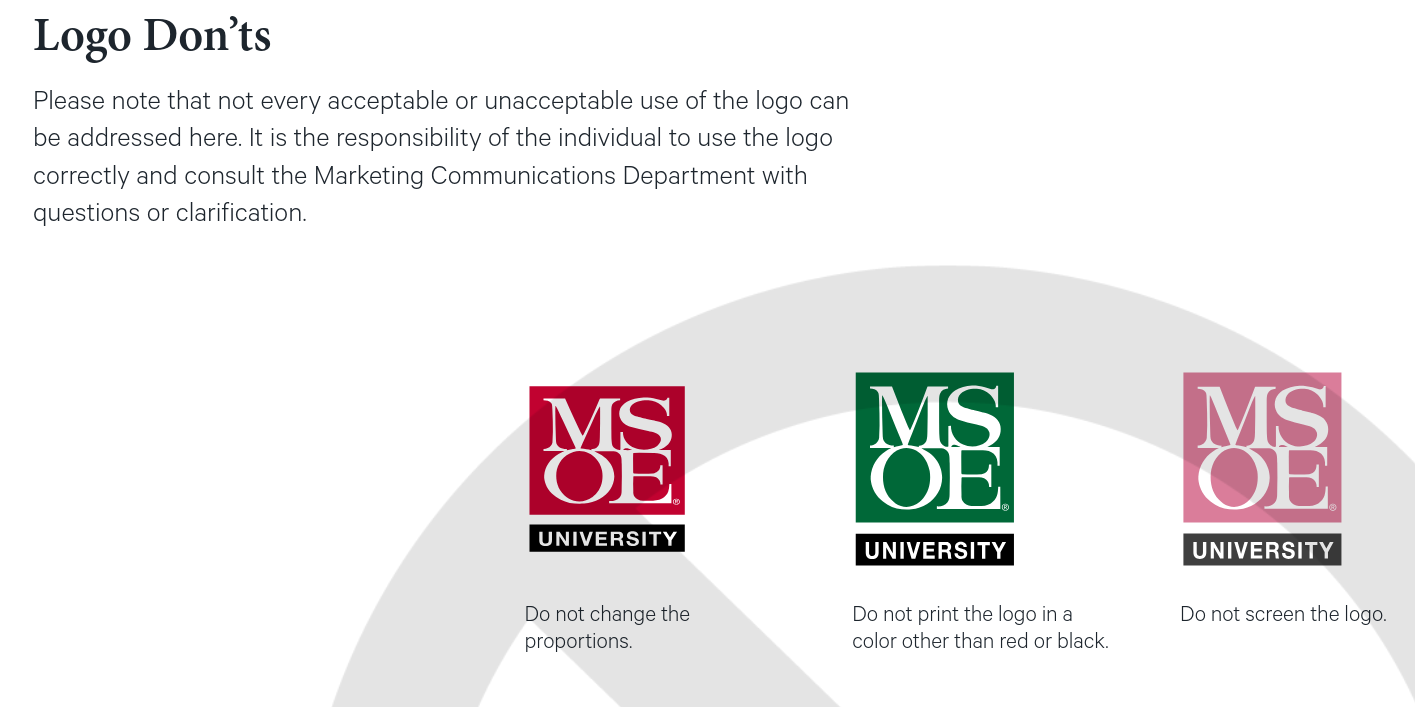 Logo Don’ts
Please note that not every acceptable or unacceptable use of the logo can
be addressed here. It is the responsibility of the individual to use the logo
correctly and consult the Marketing Communications Department with
questions or clarification.
MS
OE®
UNIVERSITY
Do not change the
proportions.
MS
OE®
UNIVERSITY
Do not print the logo in a
color other than red or black.
MS
OE®
UNIVERSITY
Do not screen the logo.